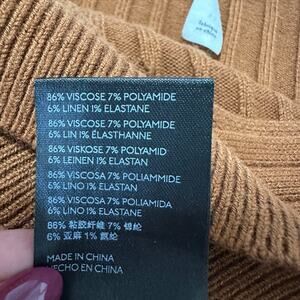 86% VISCOSE 7% POLYAMIDE
6% LINEN 1% ELASTANE
86% VISCOSE 7% POLYAMIDE
6% LIN 1% ÉLASTHANNE
86% VISKOSE 7% POLYAMID
6% LEINEN 1% ELASTAN
86% VISCOSA 7% POLIAMMIDE
6% LINO 1% ELASTAN
86% VISCOSA 7% POLIAMIDA
6% LINO 1% ELASTANE
86% 粘胶纤维 7% 锦纶
6% 亚麻 1% 氨纶
MADE IN CHINA
HECHO EN CHINA